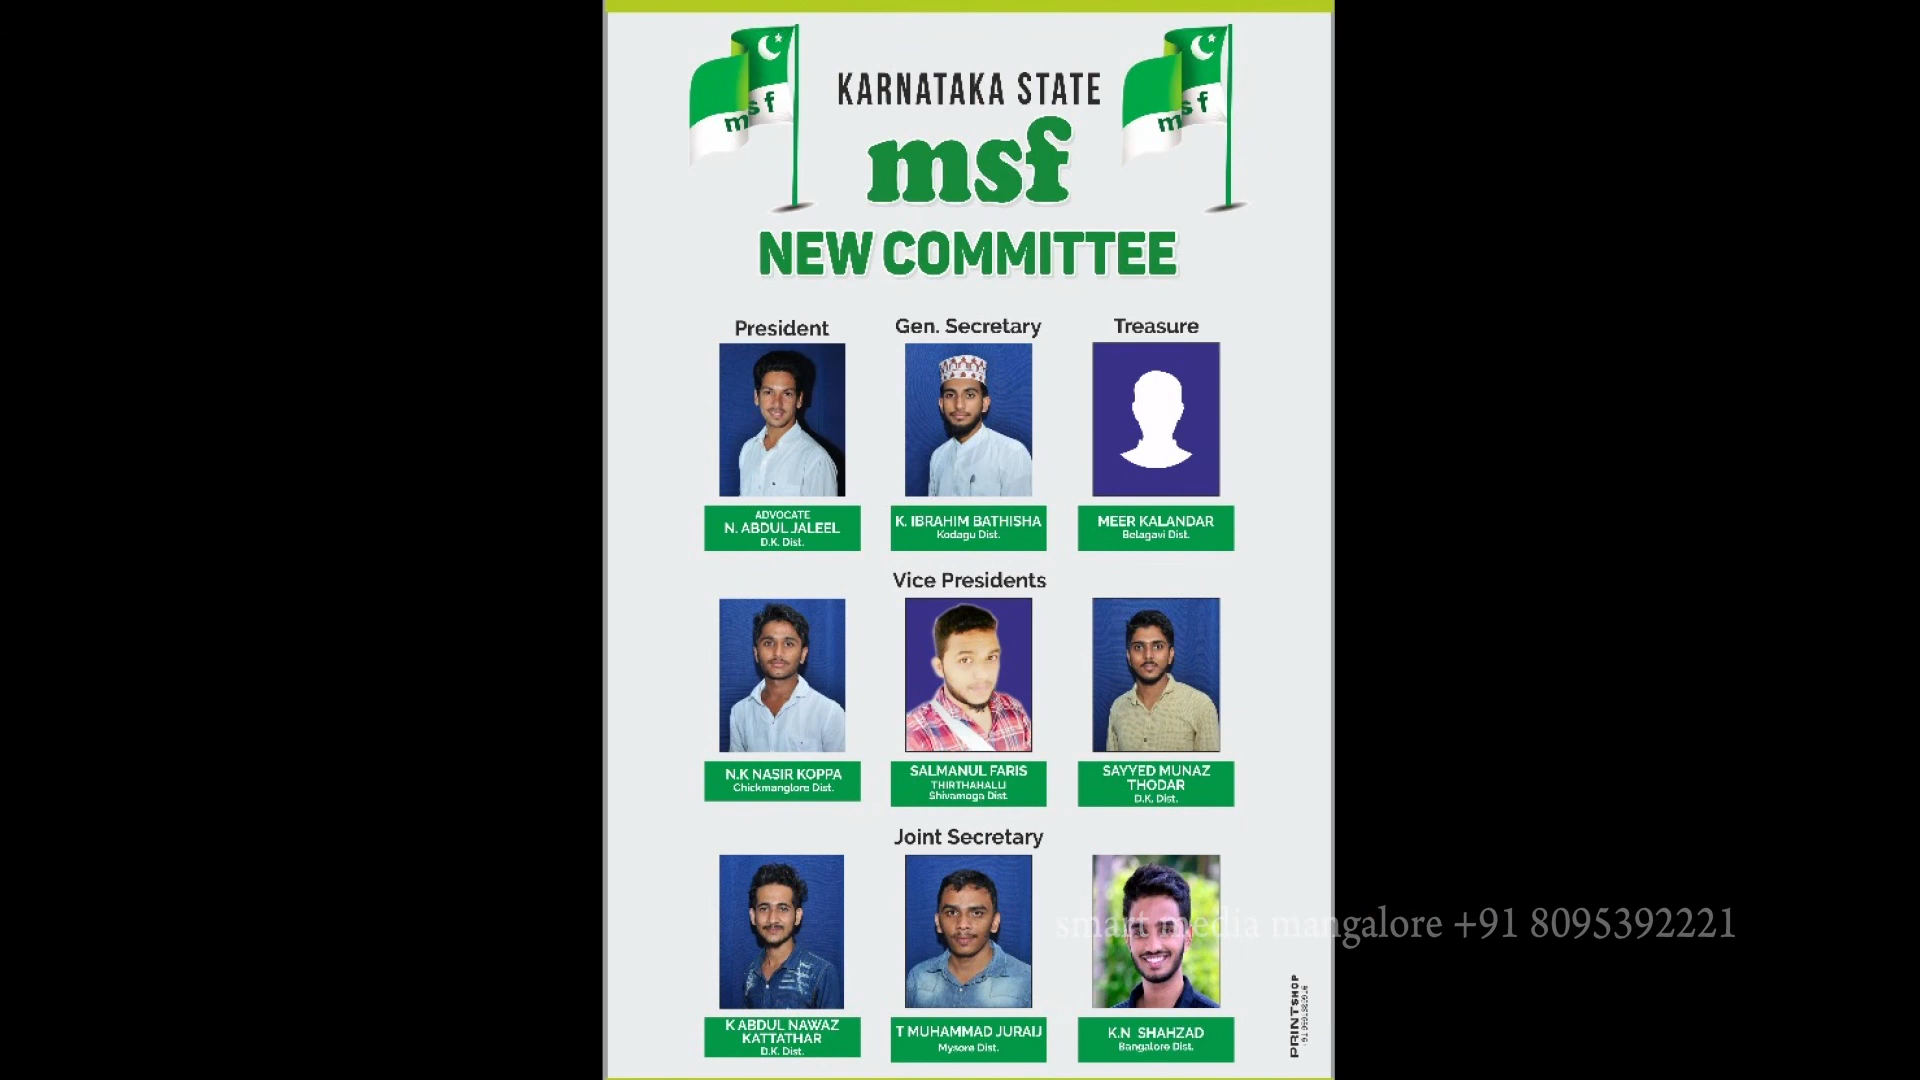 msf
KARNATAKA STATE
msf
msf
NEW COMMITTEE
President
Gen. Secretary
Treasure
ADVOCATE
N. ABDUL JALEEL
D.K. Dist.
K. IBRAHIM BATHISHA
Kodagu Dist.
MEER KALANDAR
Belagavi Dist.
Vice Presidents
N.K NASIR KOPPA
Chickmanglore Dist.
SALMANUL FARIS
THIRTHAHALLI
Shivamoga Dist.
SAYYED MUNAZ
THODAR
D.K. Dist.
Joint Secretary
K ABDUL NAWAZ
KATTATHAR
D.K. Dist.
T MUHAMMAD JURAIJ
Mysore Dist.
K.N SHAHZAD
Bangalore Dist.
smart media mangalore +91 8095392221
PRINTSHOP